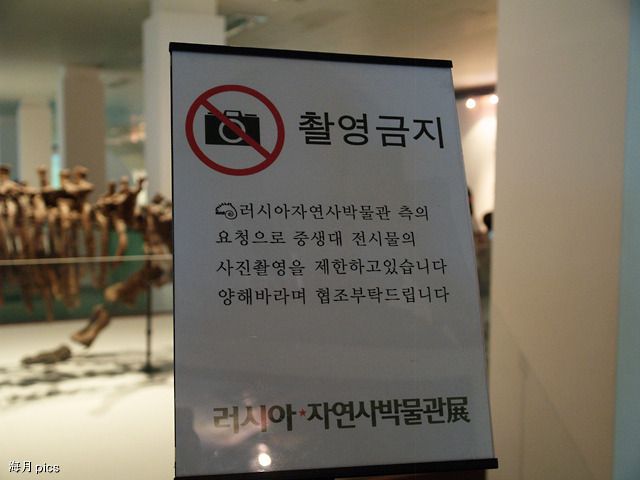 촬영금지
러시아자연사박물관 측의
요청으로 중생대 전시물의
사진촬영을 제한하고있습니다
양해바라며 협조부탁드립니다
러시아★자연사박물관展
海月 pics